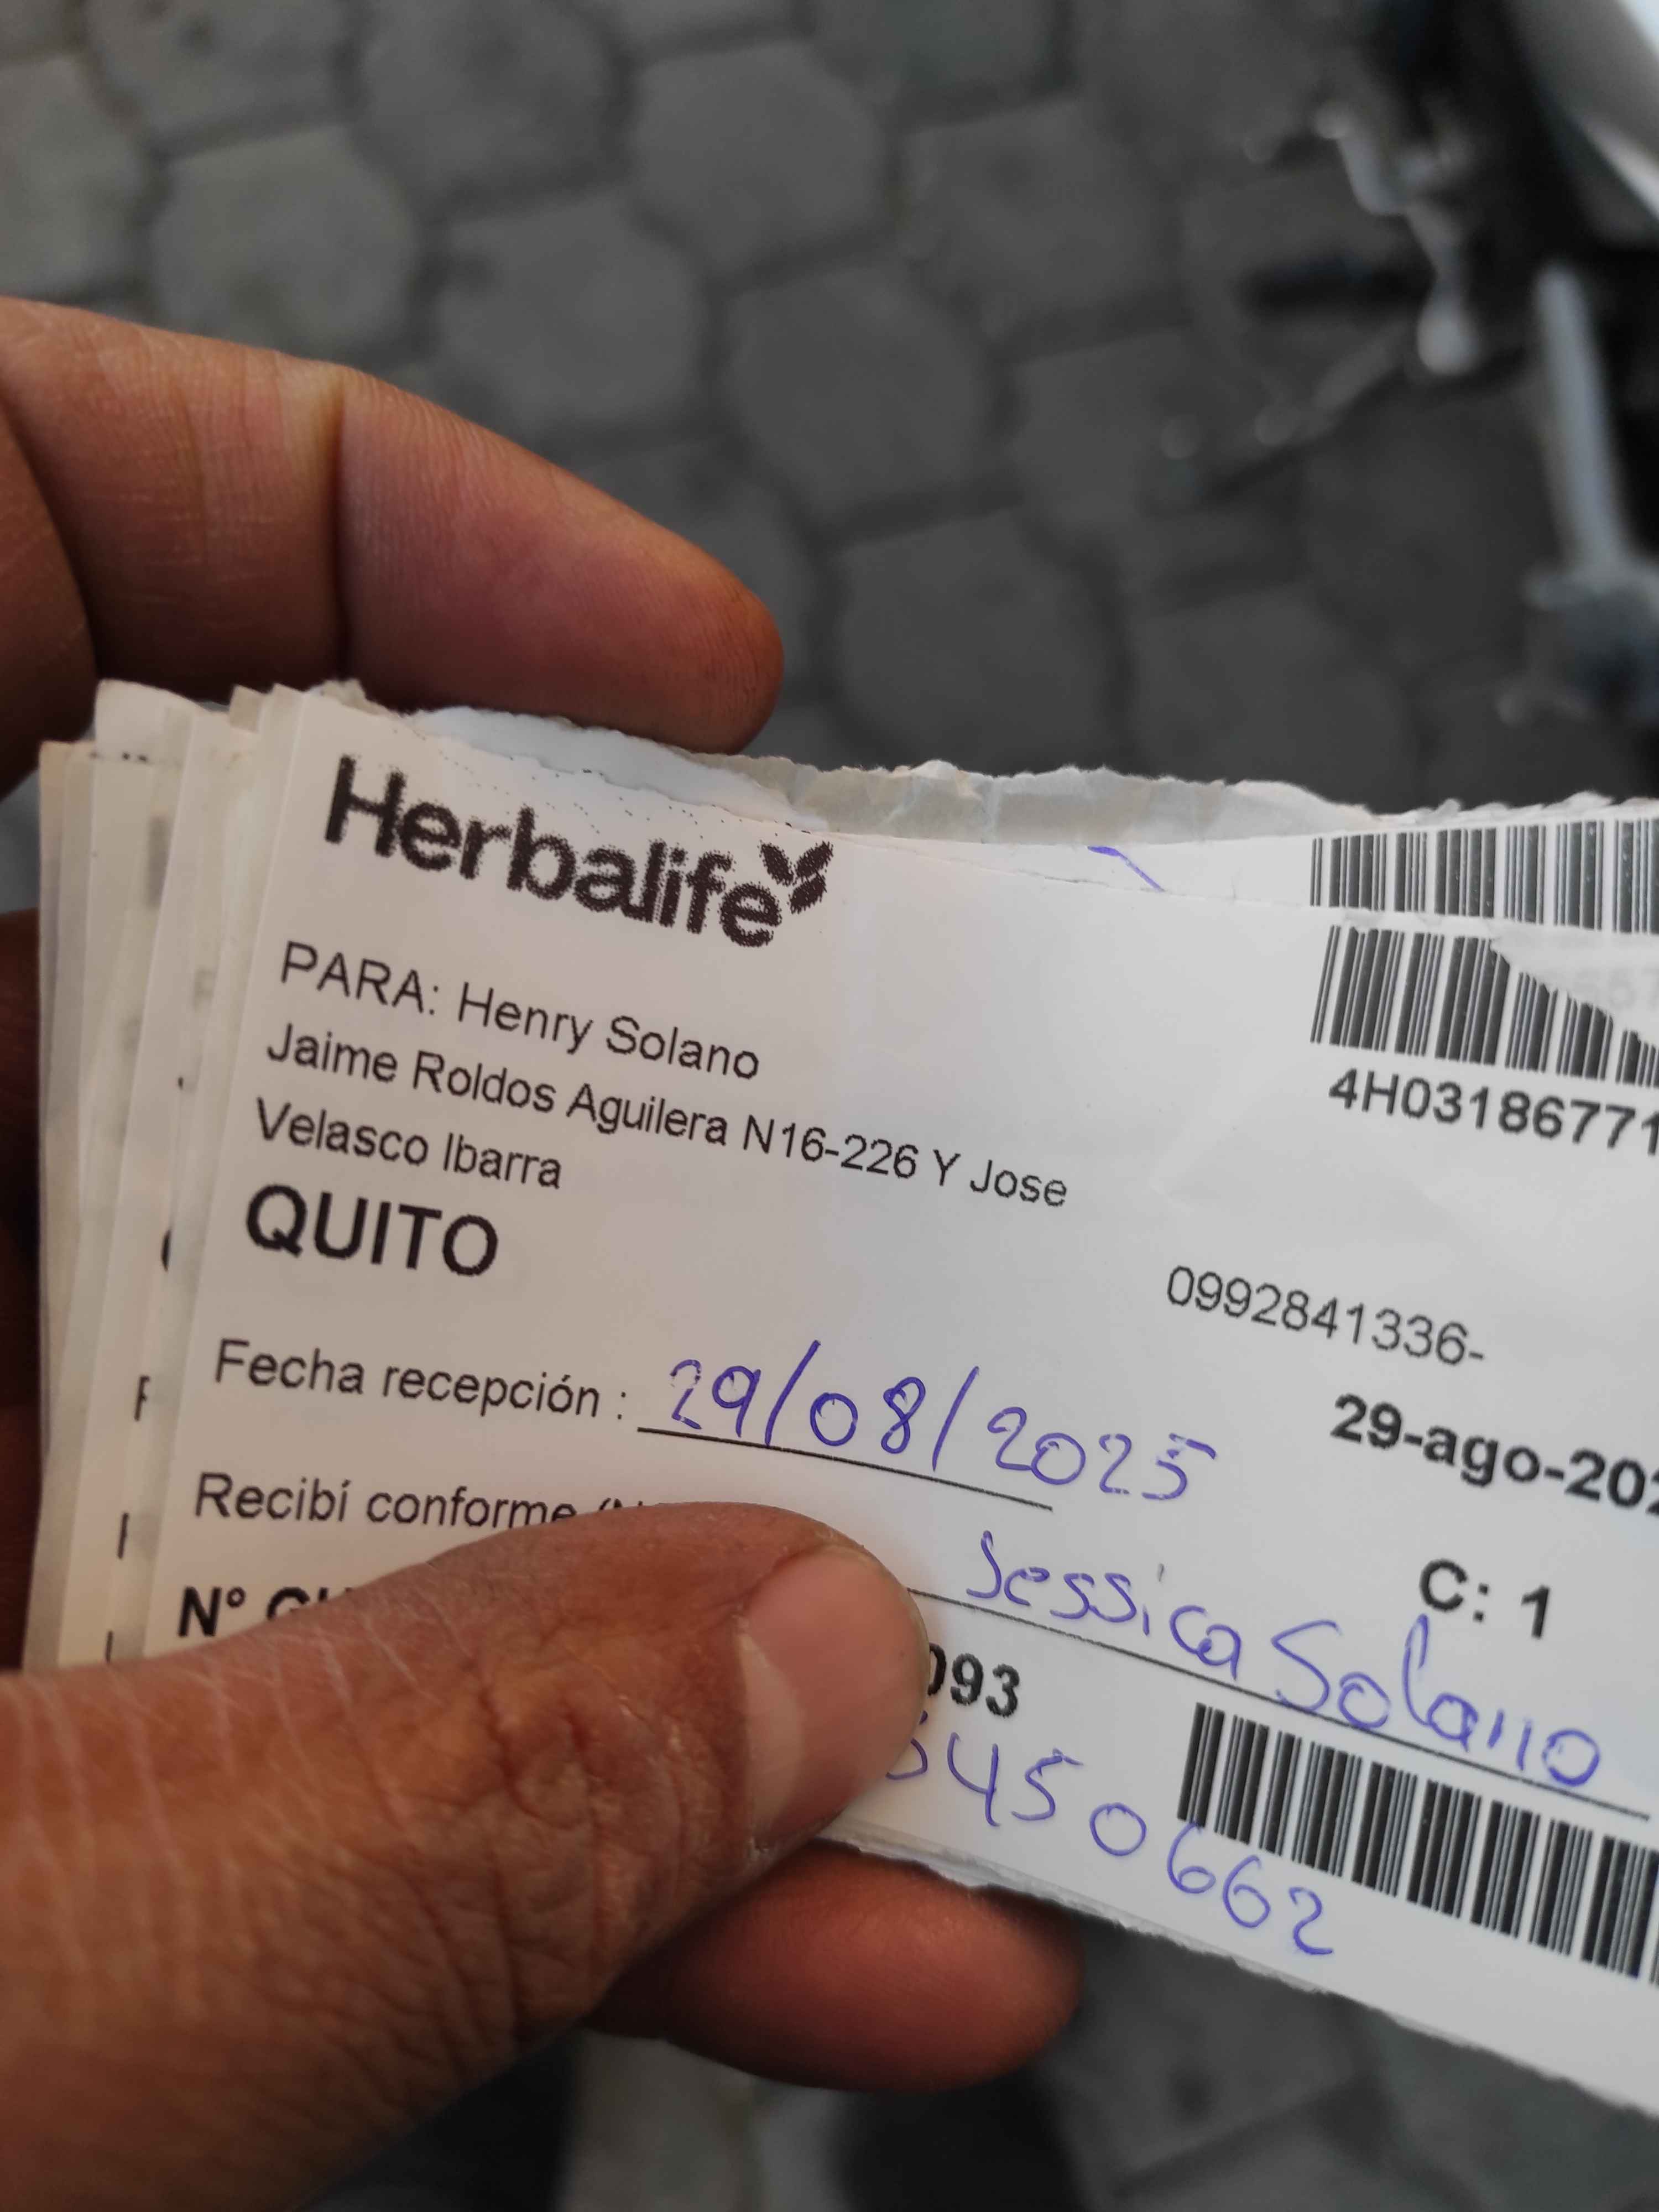 Herbalife
PARA: Henry Solano
Jaime Roldos Aguilera N16-226 Y Jose
Velasco Ibarra
QUITO
4H03186771
0992841336-
Fecha recepción : 29/08/2025
29-ago-202
Recibí conforme
Jessica Solano
C: 1
N°
093
5450662